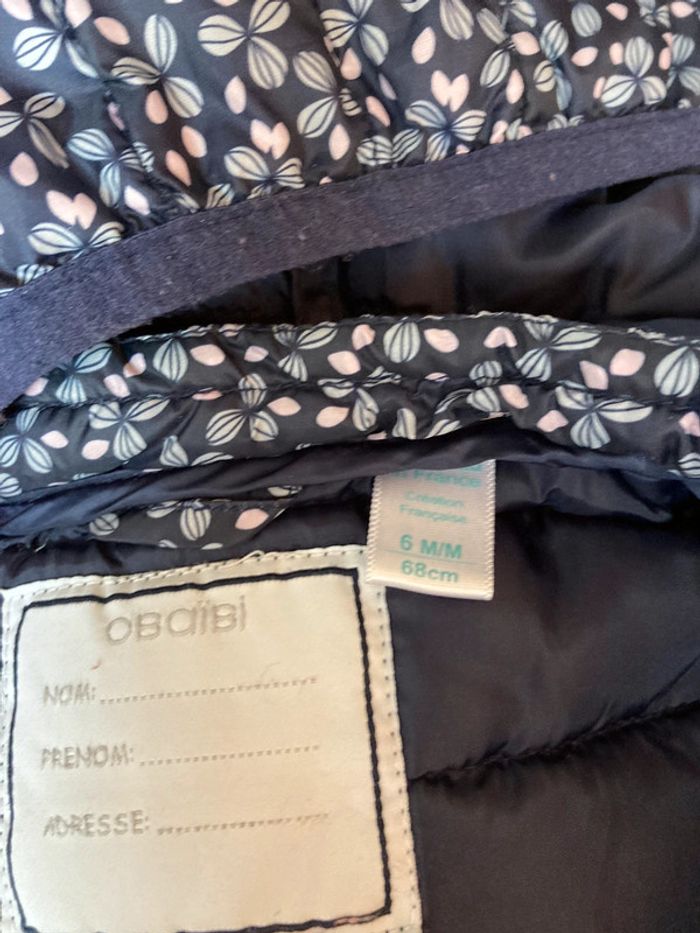 France
Création
Française
6 M/M
68cm
OBAÏBI
NOM:
PRENOM:
ADRESSE: